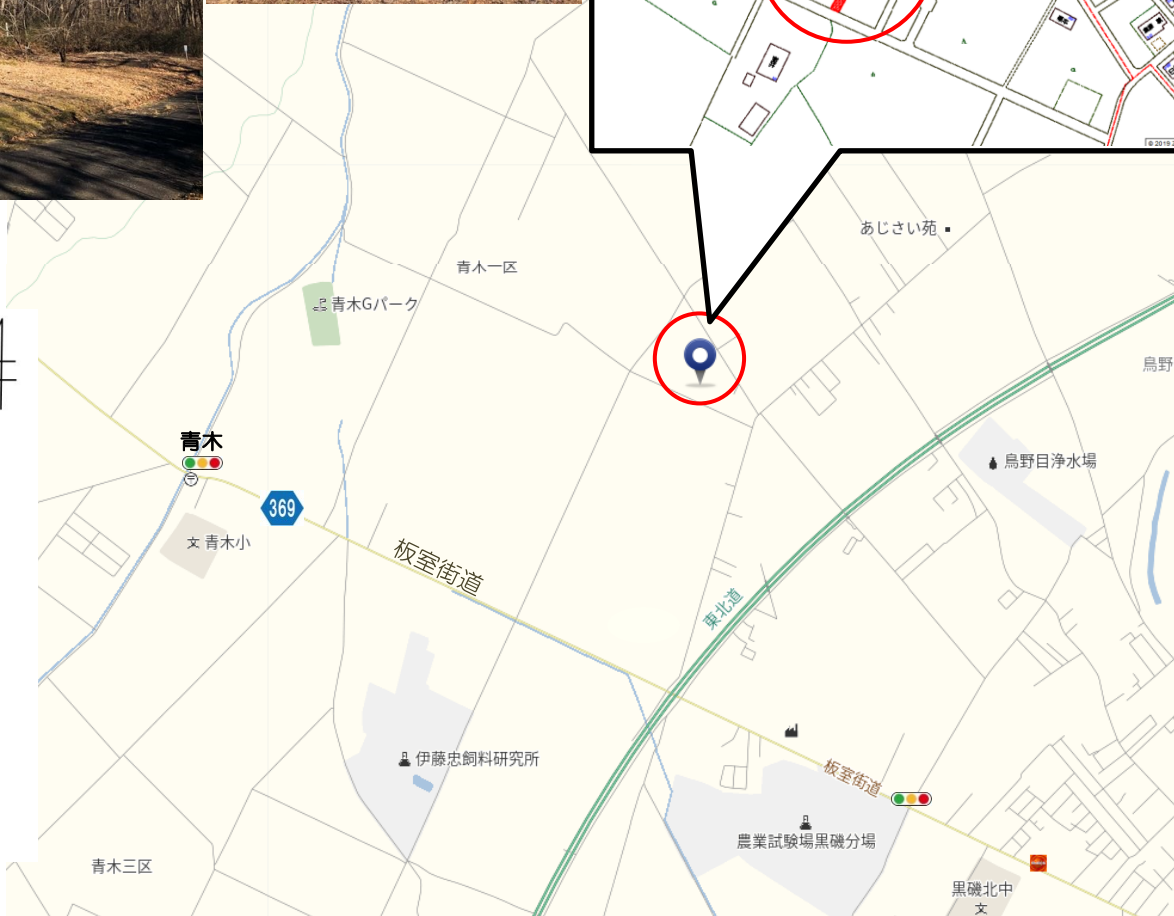 © 2019 Z
あじさい苑
青木一区
青木Gパーク
鳥野
青木
鳥野目浄水場
369
文 青木小
板室街道
東北道
伊藤忠飼料研究所
板室街道
農業試験場黒磯分場
青木三区
黒磯北中
文